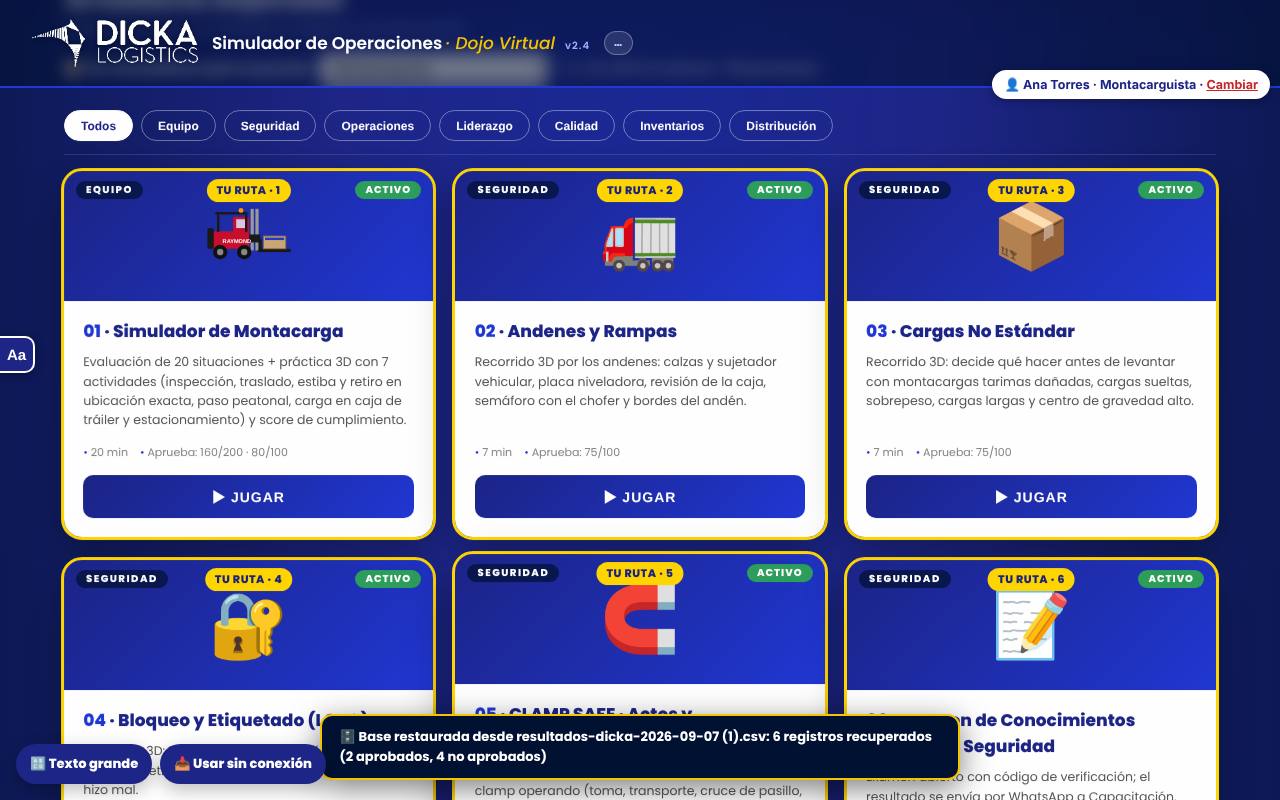 DICKA
LOGISTICS
Simulador de Operaciones · Dojo Virtual v2.4 ...
👤 Ana Torres · Montacarguista · Cambiar
Todos Equipo Seguridad Operaciones Liderazgo Calidad Inventarios Distribución
Aa
EQUIPO TU RUTA · 1 ACTIVO
RAYMOND
01 · Simulador de Montacarga
Evaluación de 20 situaciones + práctica 3D con 7
actividades (inspección, traslado, estiba y retiro en
ubicación exacta, paso peatonal, carga en caja de
tráiler y estacionamiento) y score de cumplimiento.
• 20 min • Aprueba: 160/200 · 80/100
▶ JUGAR
SEGURIDAD TU RUTA · 2 ACTIVO
02 · Andenes y Rampas
Recorrido 3D por los andenes: calzas y sujetador
vehicular, placa niveladora, revisión de la caja,
semáforo con el chofer y bordes del andén.
• 7 min • Aprueba: 75/100
▶ JUGAR
SEGURIDAD TU RUTA · 3 ACTIVO
03 · Cargas No Estándar
Recorrido 3D: decide qué hacer antes de levantar
con montacargas tarimas dañadas, cargas sueltas,
sobrepeso, cargas largas y centro de gravedad alto.
• 7 min • Aprueba: 75/100
▶ JUGAR
SEGURIDAD TU RUTA · 4 ACTIVO
04 · Bloqueo y Etiquetado
hizo mal.
SEGURIDAD TU RUTA · 5 ACTIVO
05 · CLAMP SAFE · Actos y
clamp operando (toma, transporte, cruce de pasillo,
SEGURIDAD TU RUTA · 6 ACTIVO
de Conocimientos
Seguridad
con código de verificación; el
resultado se envía por WhatsApp a Capacitación.
🗄️ Base restaurada desde resultados-dicka-2026-09-07 (1).csv: 6 registros recuperados
(2 aprobados, 4 no aprobados)
🔠 Texto grande 📥 Usar sin conexión